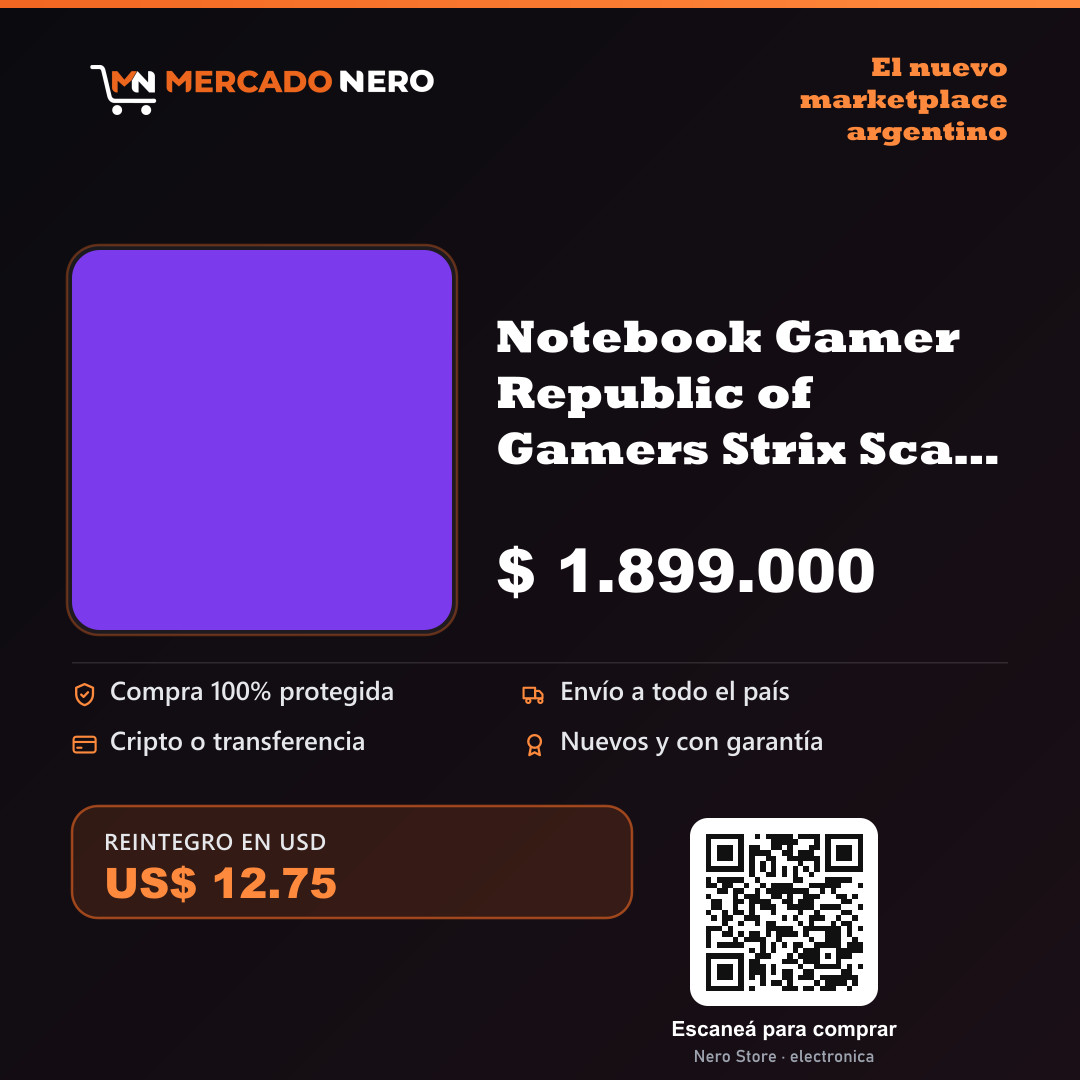 MN MERCADO NERO
El nuevo
marketplace
argentino
Notebook Gamer
Republic of
Gamers Strix Sca...
$ 1.899.000
Compra 100% protegida
Envío a todo el país
Cripto o transferencia
Nuevos y con garantía
REINTEGRO EN USD
US$ 12.75
Escaneá para comprar
Nero Store · electronica